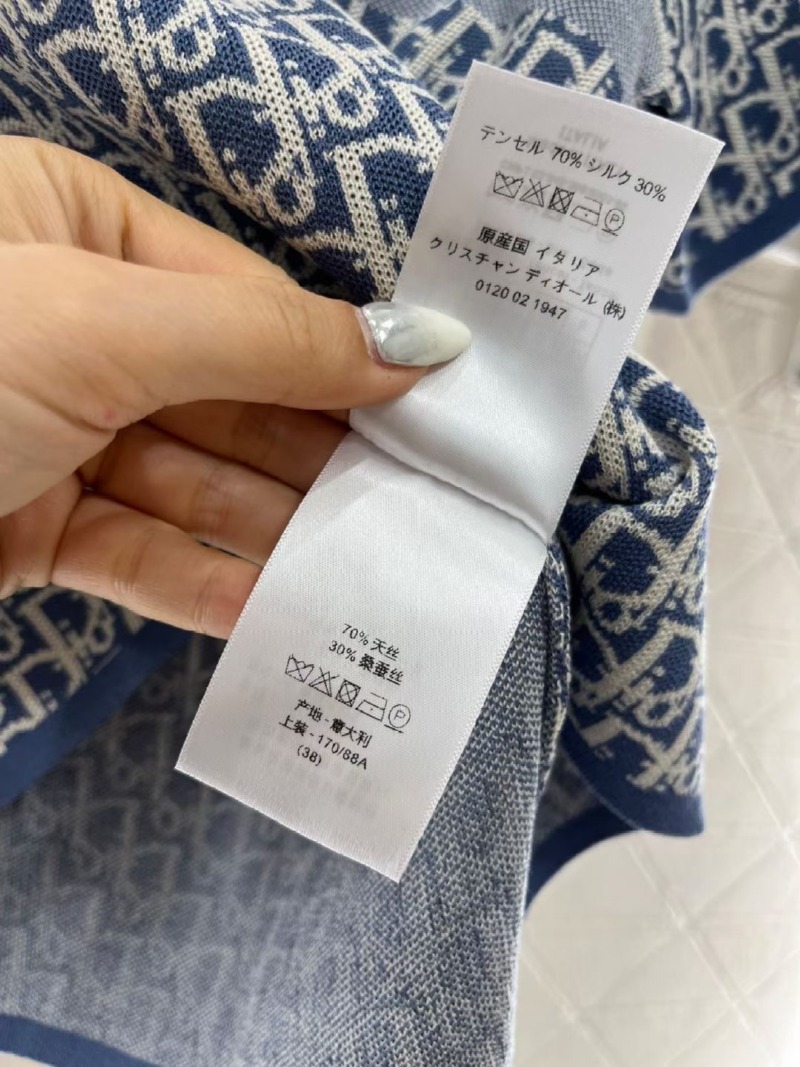 テンセル 70% シルク 30%
原産国 イタリア
クリスチャン ディオール (株)
0120 02 1947
70% 天丝
30% 桑蚕丝
产地 - 意大利
上装 - 170/88A
(38)